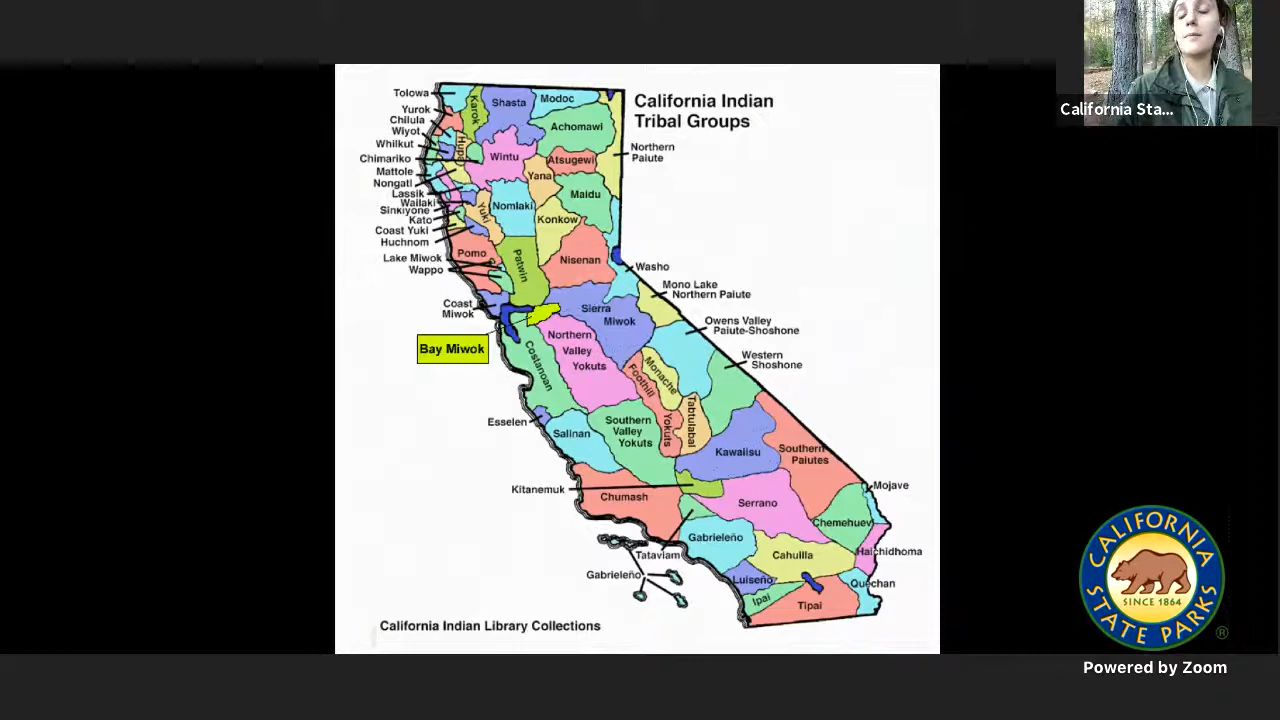 California Sta...
California Indian
Tribal Groups
Tolowa
Yurok
Chilula
Wiyot
Whilkut
Chimariko
Mattole
Nongatl
Lassik
Wailaki
Sinkiyone
Kato
Coast Yuki
Huchnom
Lake Miwok
Wappo
Karok
Shasta
Modoc
Achomawi
Hupa
Wintu
Atsugewi
Yana
Northern
Paiute
Maidu
Nomlaki
Yuki
Konkow
Pomo
Patwin
Nisenan
Washo
Mono Lake
Northern Paiute
Coast
Miwok
Sierra
Miwok
Owens Valley
Paiute-Shoshone
Bay Miwok
Northern
Valley
Yokuts
Costanoan
Western
Shoshone
Monache
Foothill
Yokuts
Tabtulabal
Esselen
Salinan
Southern
Valley
Yokuts
Kawaiisu
Southern
Paiutes
Kitanemuk
Chumash
Serrano
Mojave
Chemehuevi
Tataviam
Gabrieleño
Cahuilla
Halchidhoma
Gabrieleño
Luiseño
Ipai
Tipai
Quechan
California Indian Library Collections
CALIFORNIA
SINCE 1864
STATE PARKS
®
Powered by Zoom